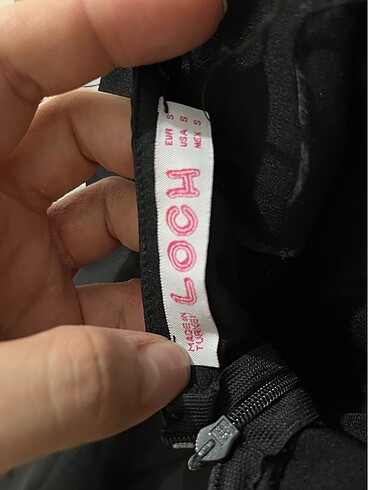 EUR S
USA S
MEX S
LOCH
MADE IN
TURKEY